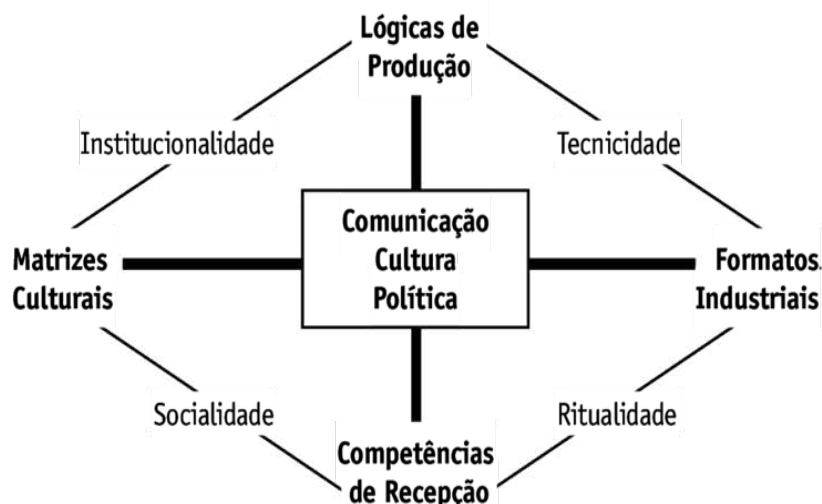 Lógicas de
Produção
Institucionalidade
Tecnicidade
Comunicação
Cultura
Política
Matrizes
Culturais
Formatos
Industriais
Socialidade
Ritualidade
Competências
de Recepção